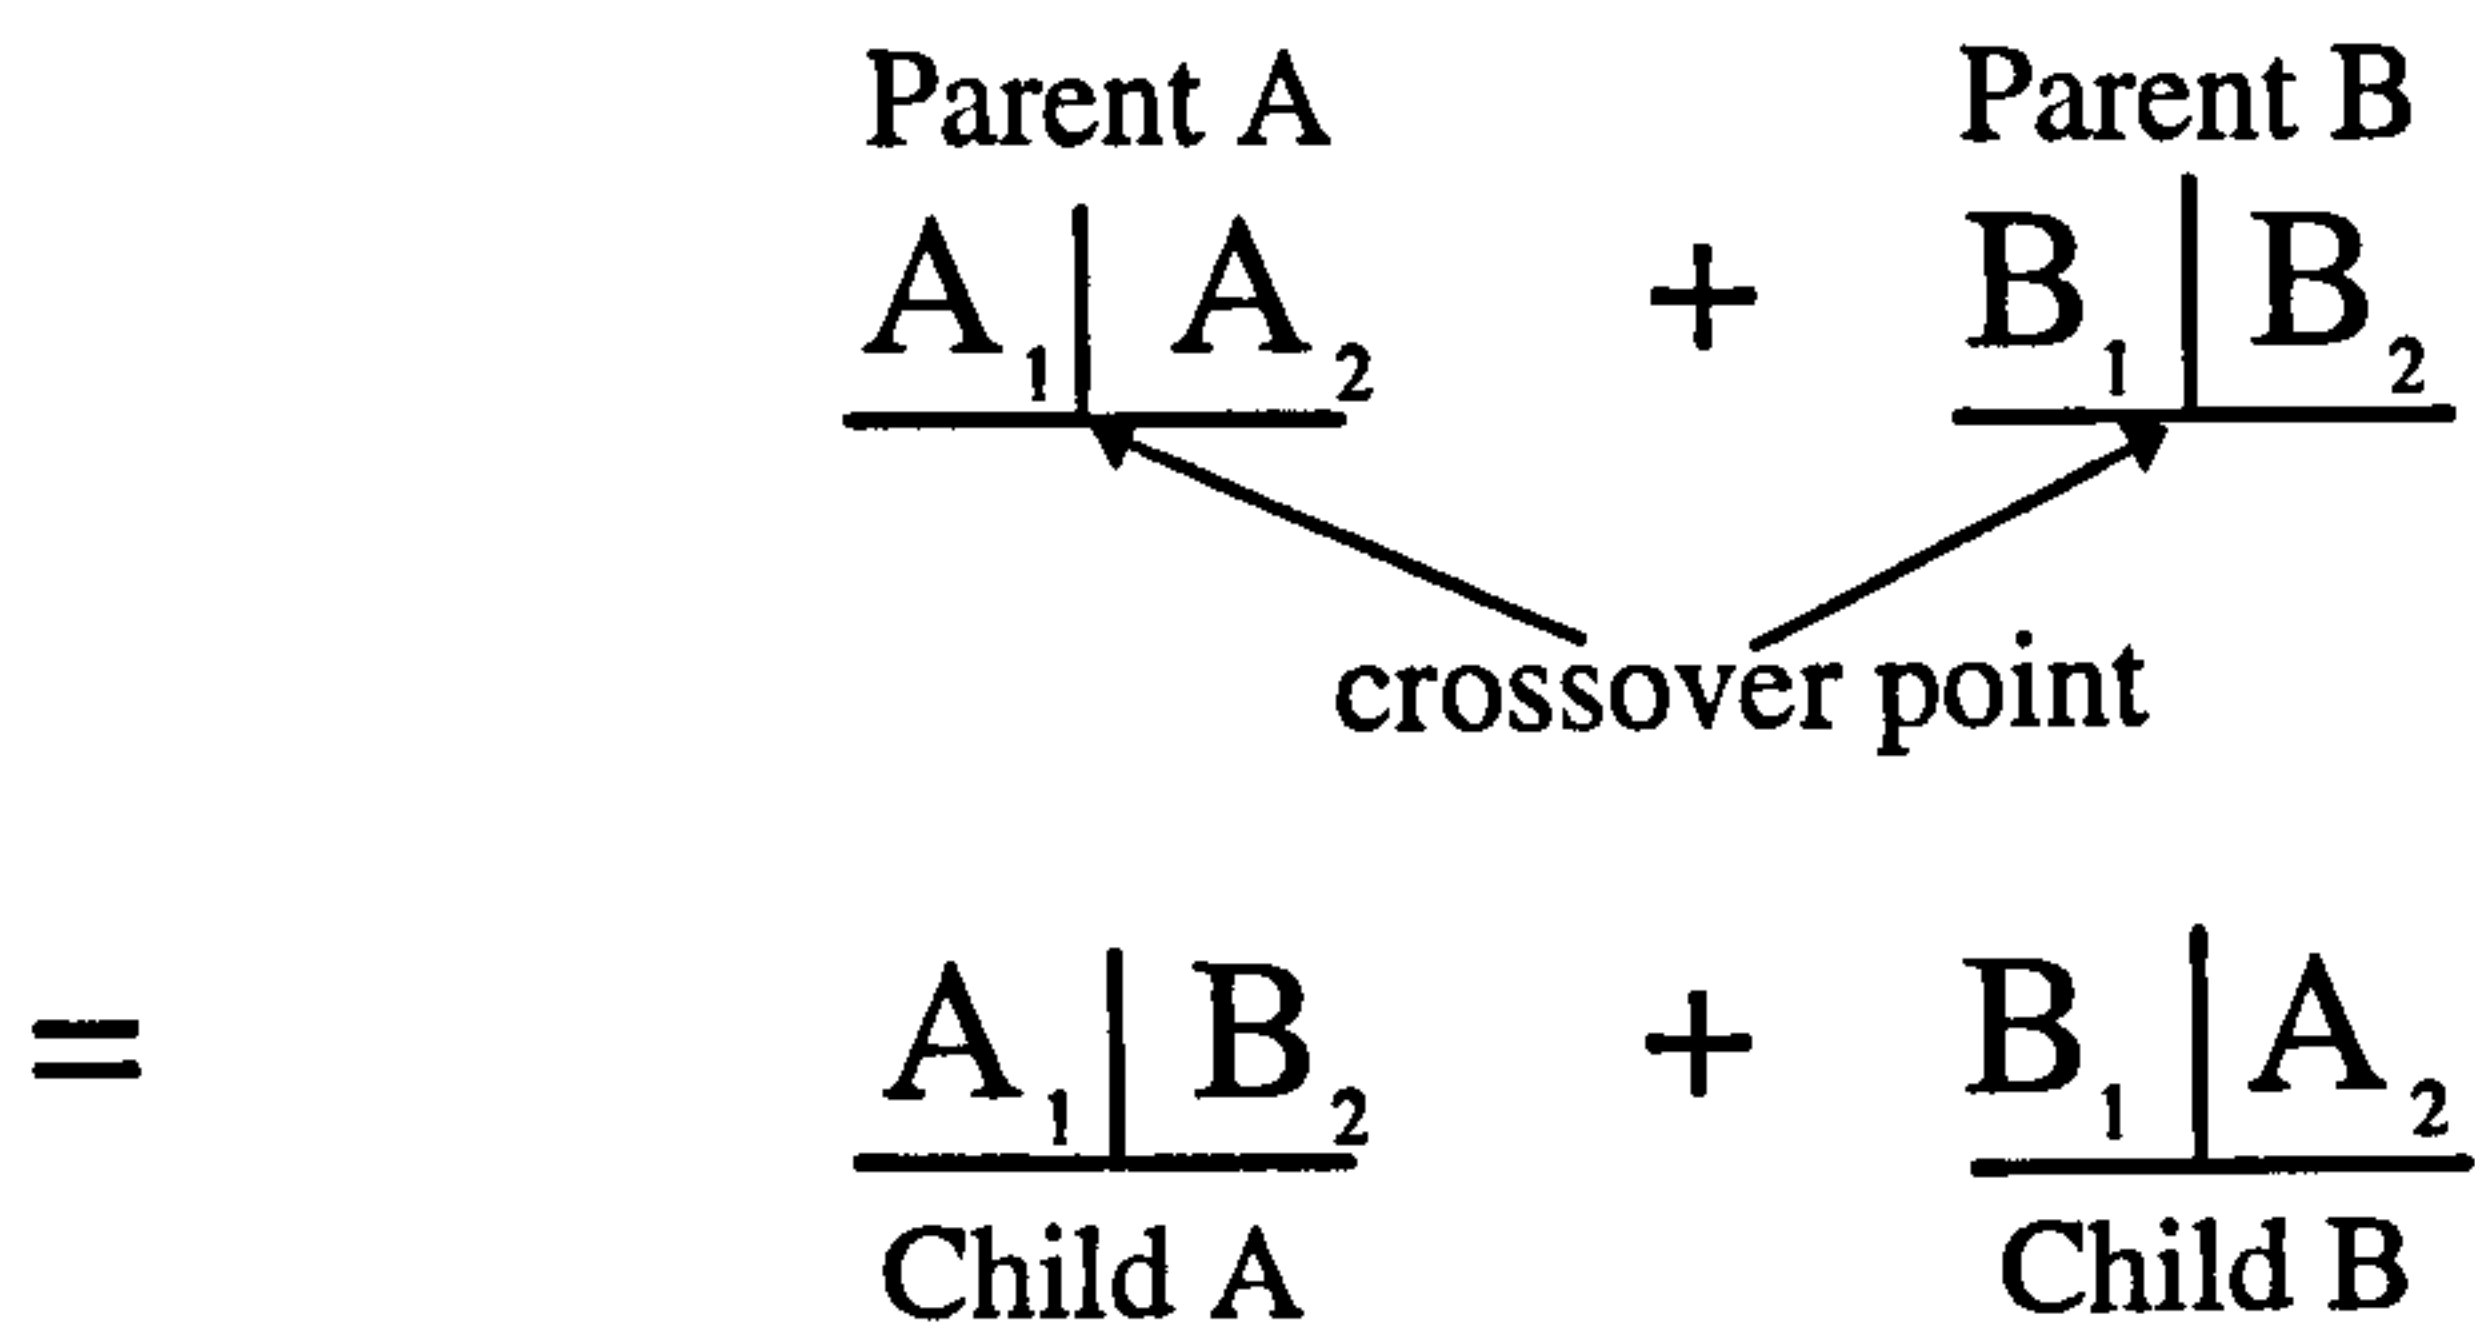 Parent A Parent B
A₁ | A₂ + B₁ | B₂
crossover point
= A₁ | B₂ + B₁ | A₂
Child A Child B